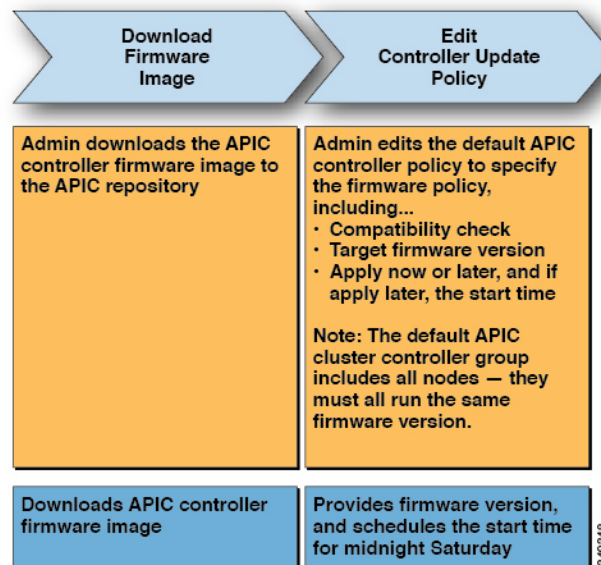 Download
Firmware
Image
Edit
Controller Update
Policy
Admin downloads the APIC
controller firmware image to
the APIC repository
Admin edits the default APIC
controller policy to specify
the firmware policy,
including...
· Compatibility check
· Target firmware version
· Apply now or later, and if
apply later, the start time
Note: The default APIC
cluster controller group
includes all nodes — they
must all run the same
firmware version.
Downloads APIC controller
firmware image
Provides firmware version,
and schedules the start time
for midnight Saturday